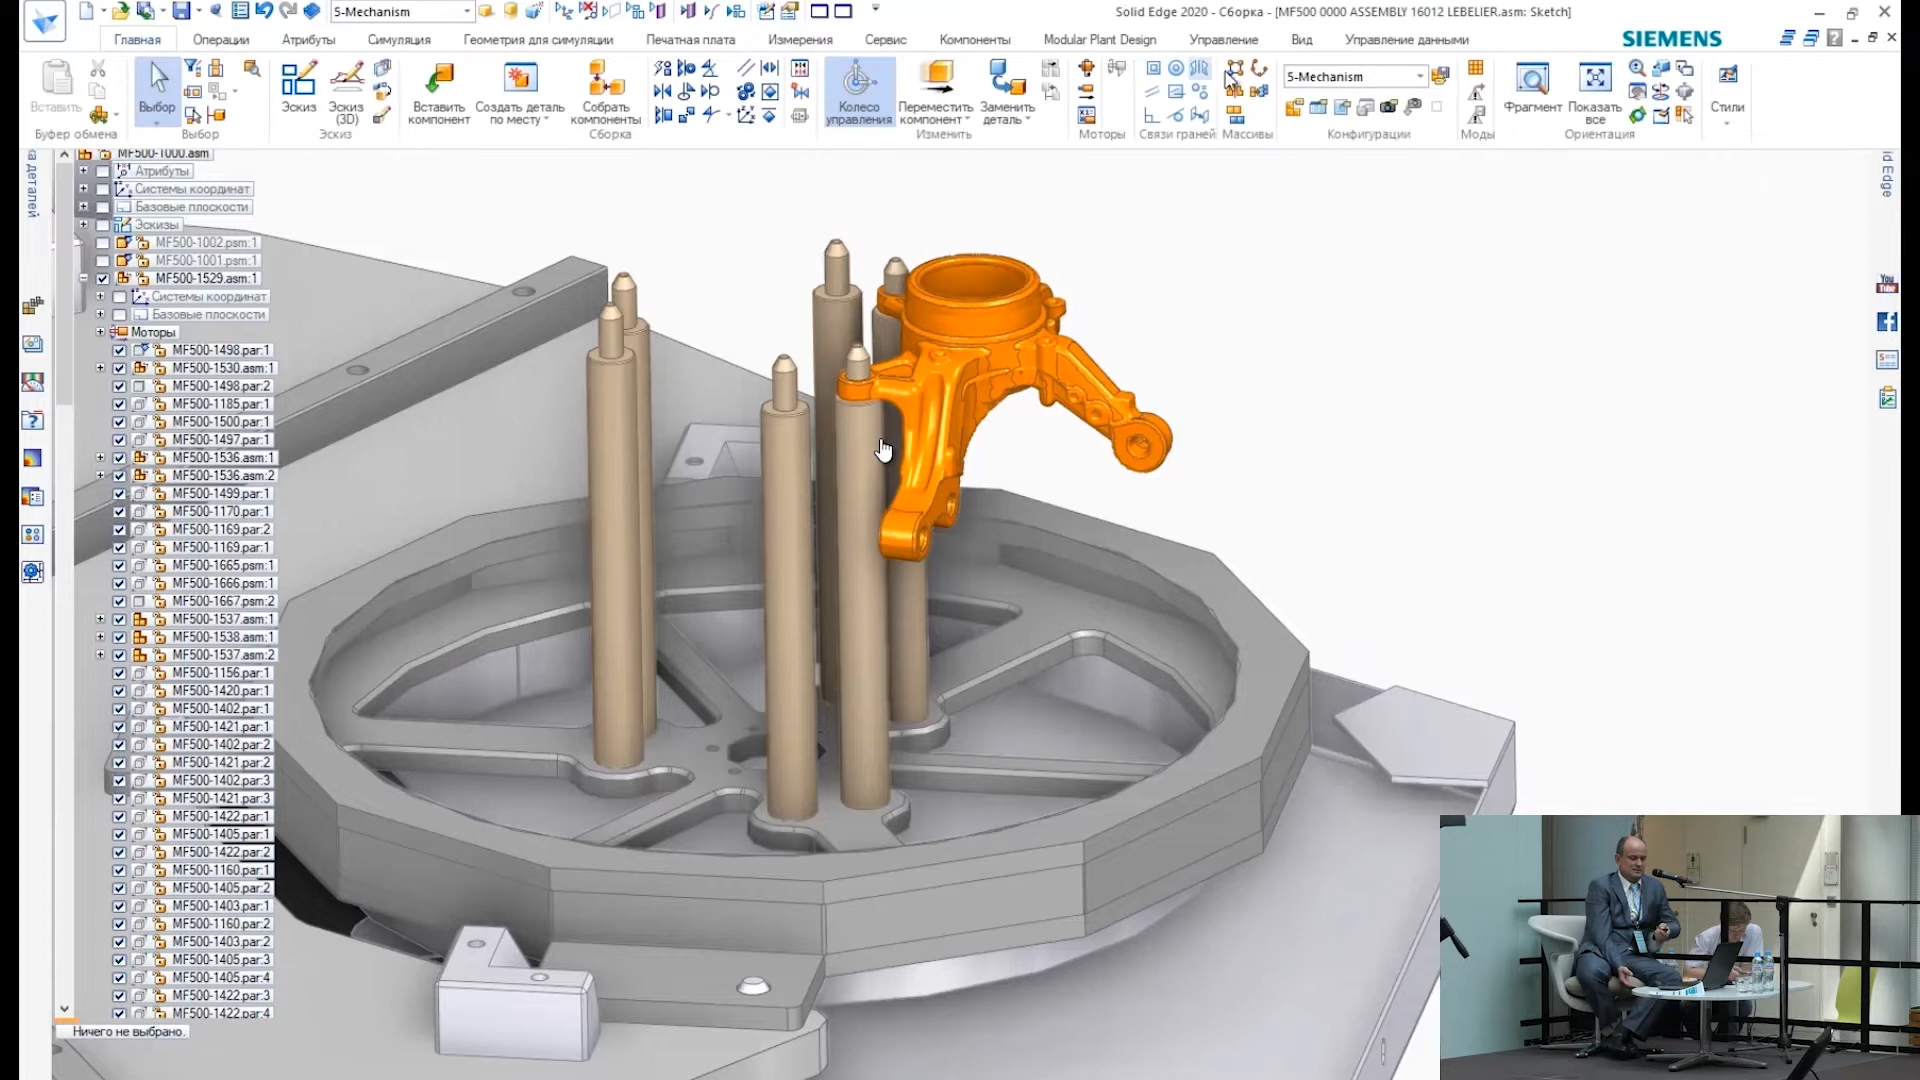 5-Mechanism
Solid Edge 2020 - Сборка - [MF500 0000 ASSEMBLY 16012 LEBELIER.asm: Sketch]
Главная
Операции
Атрибуты
Симуляция
Геометрия для симуляции
Печатная плата
Измерения
Сервис
Компоненты
Modular Plant Design
Управление
Вид
Управление данными
SIEMENS
Вставить
Буфер обмена
Выбор
Выбор
Эскиз
Эскиз (3D)
Эскиз
Вставить компонент
Создать деталь по месту
Собрать компоненты
Сборка
Колесо управления
Переместить компонент
Заменить деталь
Изменить
Моторы
Связи граней
Массивы
5-Mechanism
Конфигурации
Моды
Фрагмент
Показать все
Ориентация
Стили
MF500-1000.asm
Атрибуты
Системы координат
Базовые плоскости
Эскизы
MF500-1002.psm:1
MF500-1001.psm:1
MF500-1529.asm:1
Системы координат
Базовые плоскости
Моторы
MF500-1498.par:1
MF500-1530.asm:1
MF500-1498.par:2
MF500-1185.par:1
MF500-1500.par:1
MF500-1497.par:1
MF500-1536.asm:1
MF500-1536.asm:2
MF500-1499.par:1
MF500-1170.par:1
MF500-1169.par:2
MF500-1169.par:1
MF500-1665.psm:1
MF500-1666.psm:1
MF500-1667.psm:2
MF500-1537.asm:1
MF500-1538.asm:1
MF500-1537.asm:2
MF500-1156.par:1
MF500-1420.par:1
MF500-1402.par:1
MF500-1421.par:1
MF500-1402.par:2
MF500-1421.par:2
MF500-1402.par:3
MF500-1421.par:3
MF500-1422.par:1
MF500-1405.par:1
MF500-1422.par:2
MF500-1160.par:1
MF500-1405.par:2
MF500-1403.par:1
MF500-1160.par:2
MF500-1403.par:2
MF500-1405.par:3
MF500-1405.par:4
MF500-1422.par:3
MF500-1422.par:4
Ничего не выбрано.
деталей
id Edge
You Tube